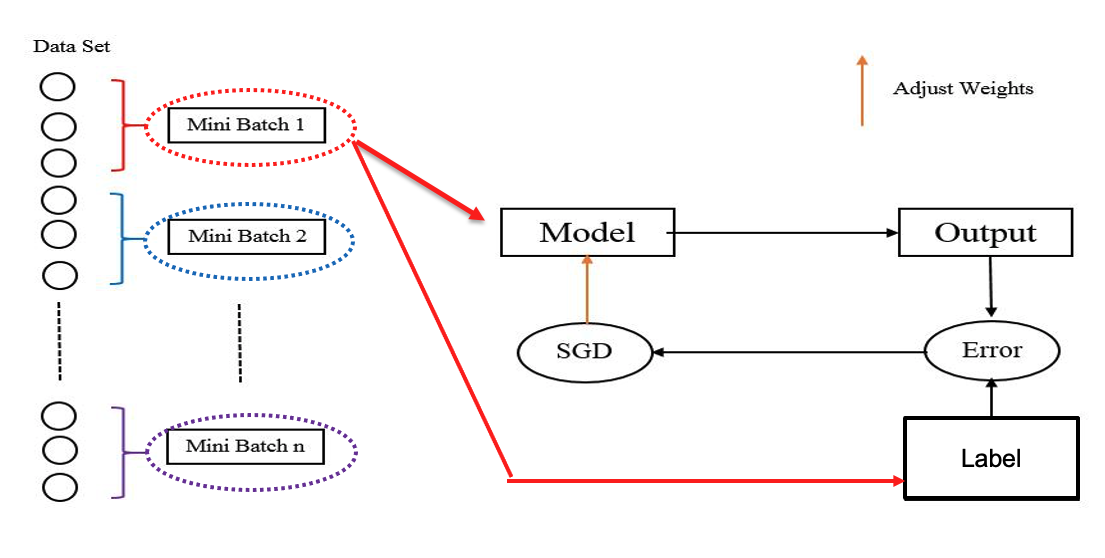 Data Set
Adjust Weights
Mini Batch 1
Mini Batch 2
Model
Output
SGD
Error
Mini Batch n
Label